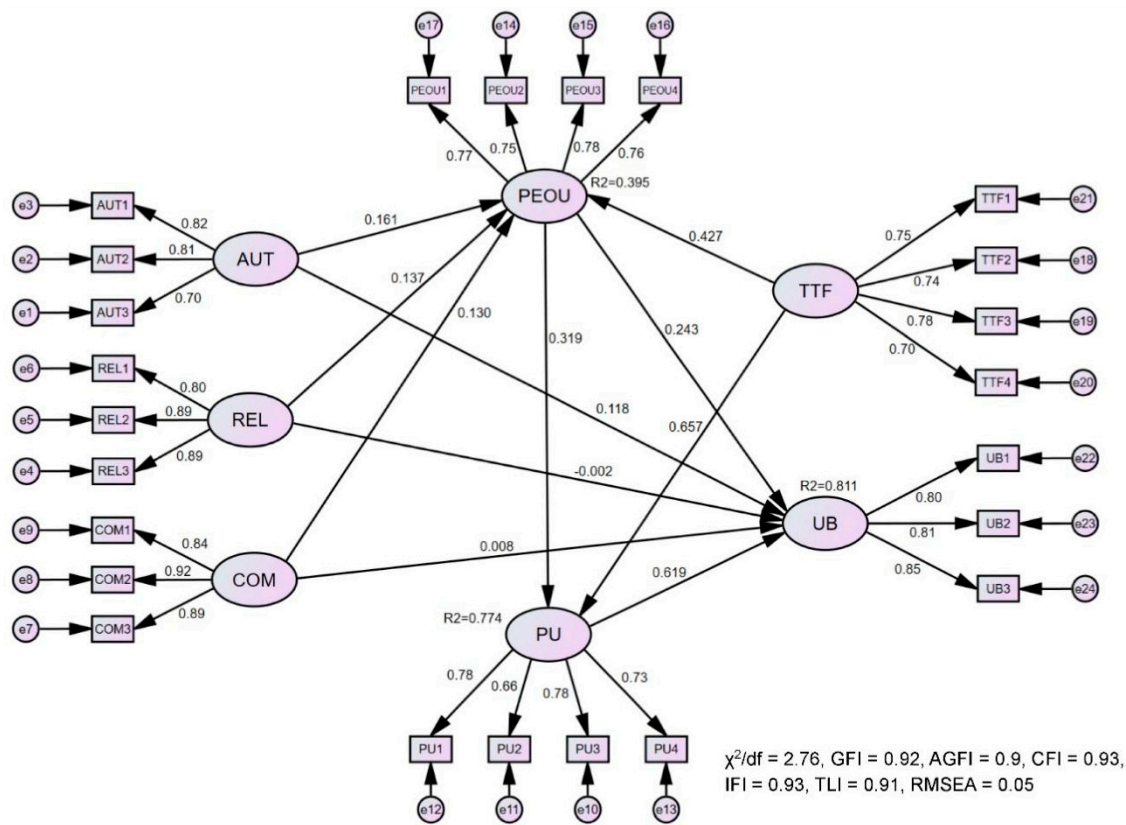 e17 e14 e15 e16
PEOU1 PEOU2 PEOU3 PEOU4
0.77 0.75 0.78 0.76
PEOU R2=0.395
e3 AUT1 0.82
e2 AUT2 0.81 AUT
e1 AUT3 0.70
0.161
0.427
TTF1 e21 0.75
TTF TTF2 e18 0.74
TTF3 e19 0.78
TTF4 e20 0.70
0.137
0.130
0.319
0.243
e6 REL1 0.80
e5 REL2 0.89 REL
e4 REL3 0.89
0.118
0.657
-0.002
R2=0.811
UB1 e22 0.80
UB UB2 e23 0.81
UB3 e24 0.85
e9 COM1 0.84
e8 COM2 0.92 COM
e7 COM3 0.89
0.008
0.619
R2=0.774 PU
0.78 0.66 0.78 0.73
PU1 PU2 PU3 PU4
e12 e11 e10 e13
χ²/df = 2.76, GFI = 0.92, AGFI = 0.9, CFI = 0.93,
IFI = 0.93, TLI = 0.91, RMSEA = 0.05